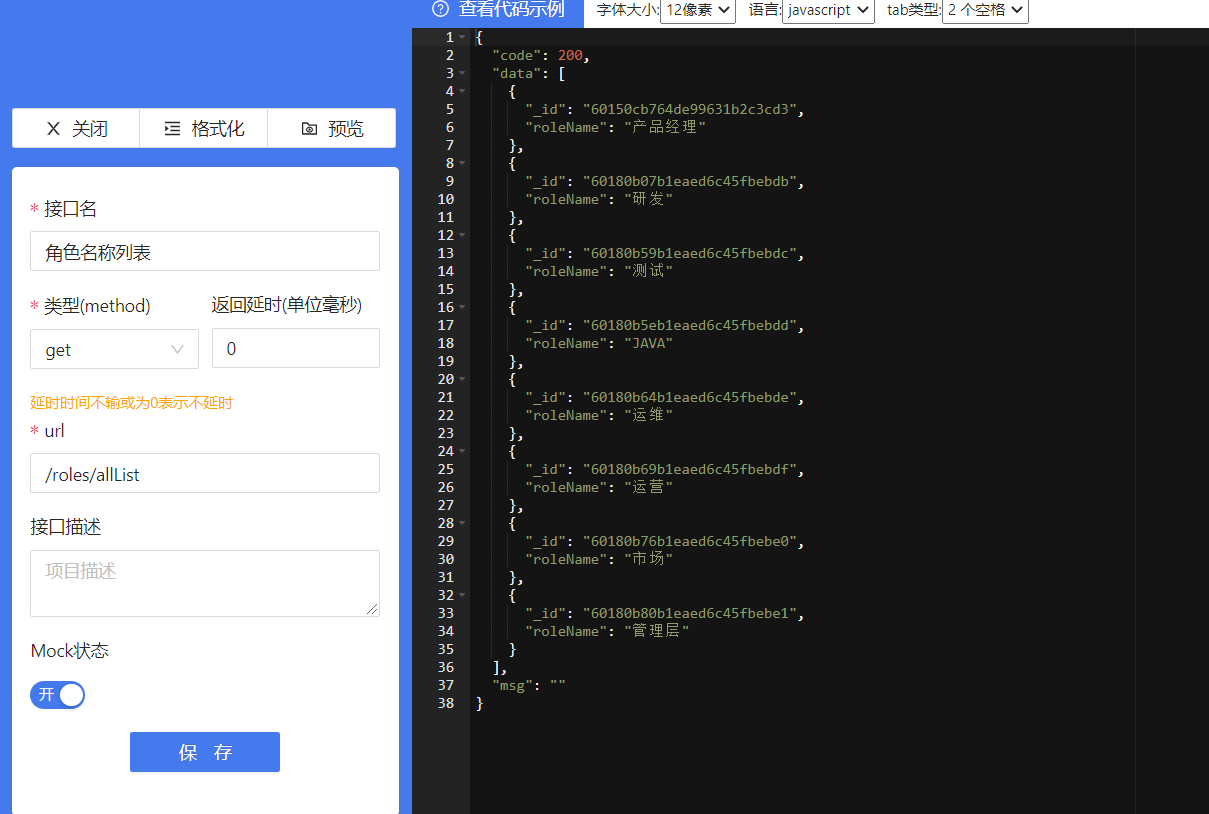 查看代码示例 字体大小: 12像素 语言: javascript tab类型: 2 个空格
关闭 格式化 预览
* 接口名
角色名称列表
* 类型(method) 返回延时(单位毫秒)
get 0
延时时间不输或为0表示不延时
* url
/roles/allList
接口描述
项目描述
Mock状态
开
保 存
1 {
2 "code": 200,
3 "data": [
4 {
5 "_id": "60150cb764de99631b2c3cd3",
6 "roleName": "产品经理"
7 },
8 {
9 "_id": "60180b07b1eaed6c45fbebdb",
10 "roleName": "研发"
11 },
12 {
13 "_id": "60180b59b1eaed6c45fbebdc",
14 "roleName": "测试"
15 },
16 {
17 "_id": "60180b5eb1eaed6c45fbebdd",
18 "roleName": "JAVA"
19 },
20 {
21 "_id": "60180b64b1eaed6c45fbebde",
22 "roleName": "运维"
23 },
24 {
25 "_id": "60180b69b1eaed6c45fbebdf",
26 "roleName": "运营"
27 },
28 {
29 "_id": "60180b76b1eaed6c45fbebe0",
30 "roleName": "市场"
31 },
32 {
33 "_id": "60180b80b1eaed6c45fbebe1",
34 "roleName": "管理层"
35 }
36 ],
37 "msg": ""
38 }